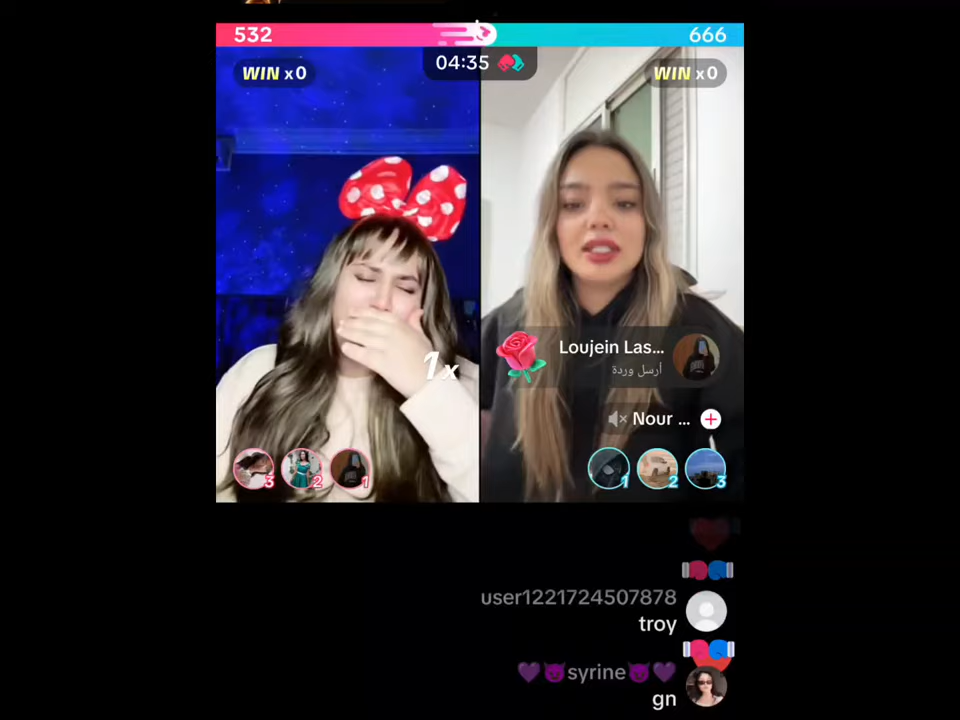 532
666
04:35
WIN x0
WIN x0
1x
Loujein Las...
أرسل وردة
Nour ...
3
2
1
1
2
3
user1221724507878
troy
💜😈syrine😈💜
gn